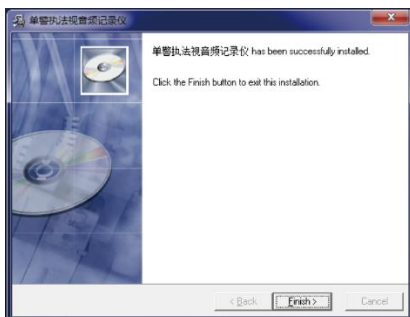 单警执法视音频记录仪
单警执法視音频记录仪 has been successfully installed.
Click the Finish button to exit this installation.
< Back
Finish >
Cancel